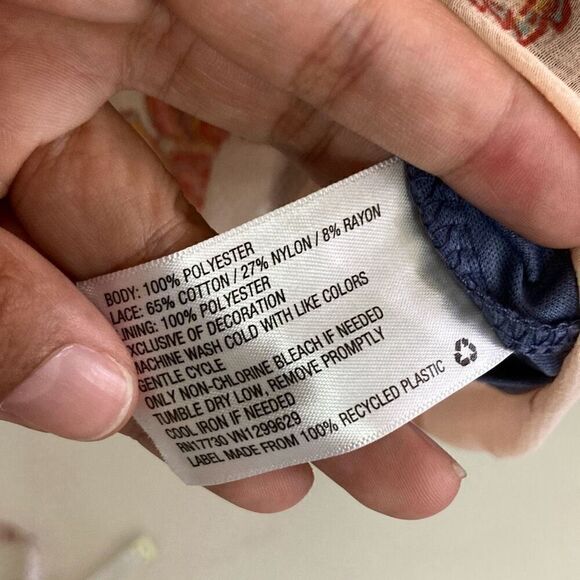 BODY: 100% POLYESTER
LACE: 65% COTTON / 27% NYLON / 8% RAYON
LINING: 100% POLYESTER
EXCLUSIVE OF DECORATION
MACHINE WASH COLD WITH LIKE COLORS
GENTLE CYCLE
ONLY NON-CHLORINE BLEACH IF NEEDED
TUMBLE DRY LOW, REMOVE PROMPTLY
COOL IRON IF NEEDED
RN17730 VN1299629
LABEL MADE FROM 100% RECYCLED PLASTIC